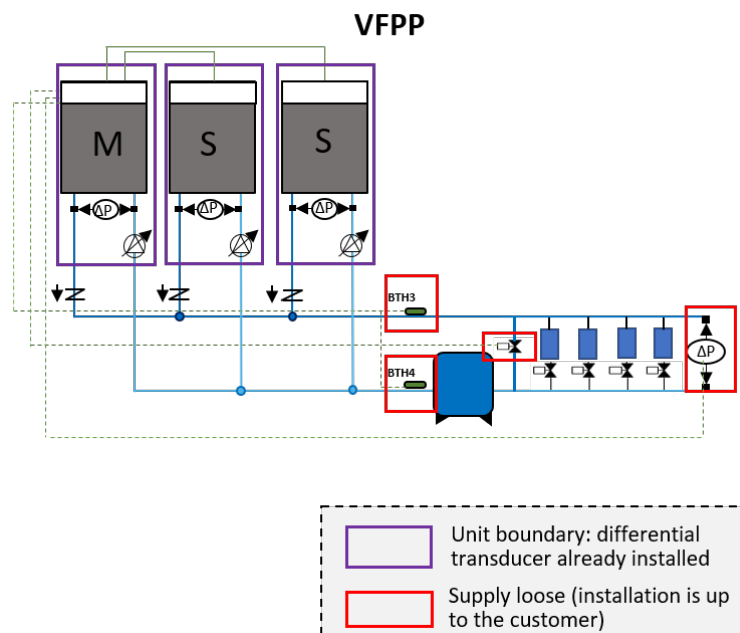 VFPP
M
S
S
ΔP
ΔP
ΔP
BTH3
ΔP
BTH4
Unit boundary: differential
transducer already installed
Supply loose (installation is up
to the customer)